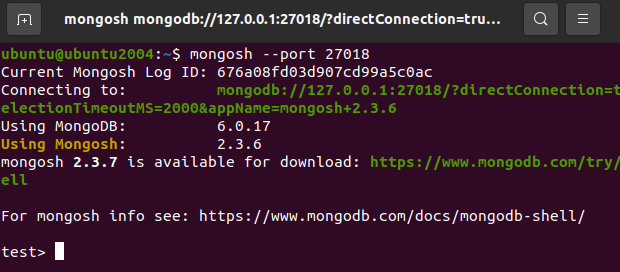 mongosh mongodb://127.0.0.1:27018/?directConnection=tru...
ubuntu@ubuntu2004:~$ mongosh --port 27018
Current Mongosh Log ID: 676a08fd03d907cd99a5c0ac
Connecting to: mongodb://127.0.0.1:27018/?directConnection=t
electionTimeoutMS=2000&appName=mongosh+2.3.6
Using MongoDB: 6.0.17
Using Mongosh: 2.3.6
mongosh 2.3.7 is available for download: https://www.mongodb.com/try/
ell
For mongosh info see: https://www.mongodb.com/docs/mongodb-shell/
test>